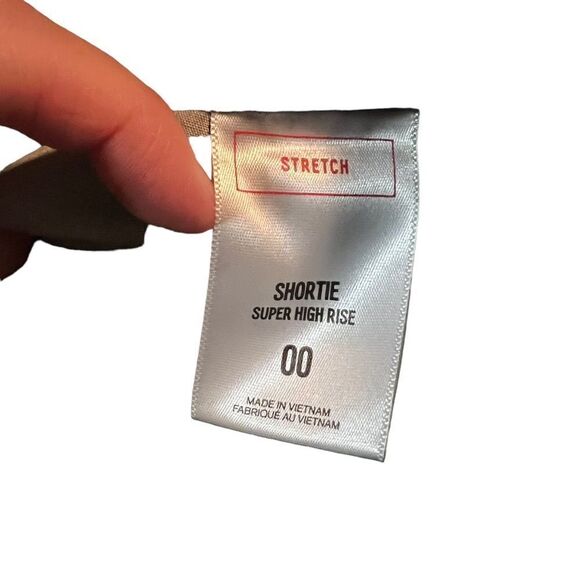 STRETCH
SHORTIE
SUPER HIGH RISE
00
MADE IN VIETNAM
FABRIQUÉ AU VIETNAM